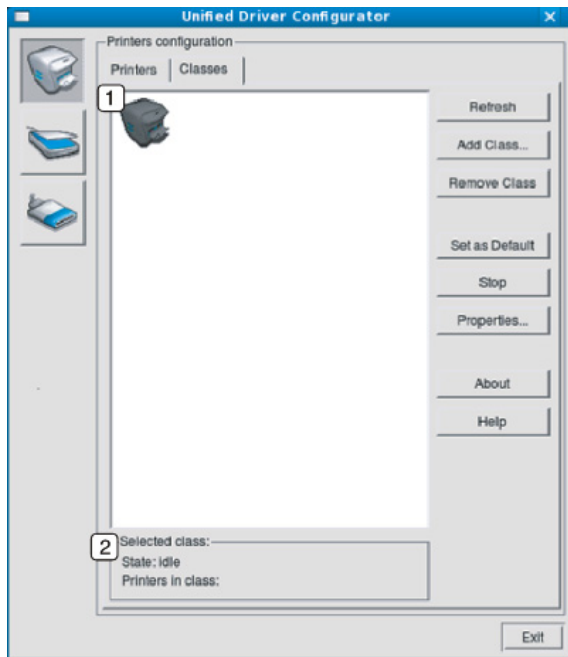 Unified Driver Configurator
Printers configuration
Printers
Classes
1
Refresh
Add Class...
Remove Class
Set as Default
Stop
Properties...
About
Help
2
Selected class:
State: idle
Printers in class:
Exit